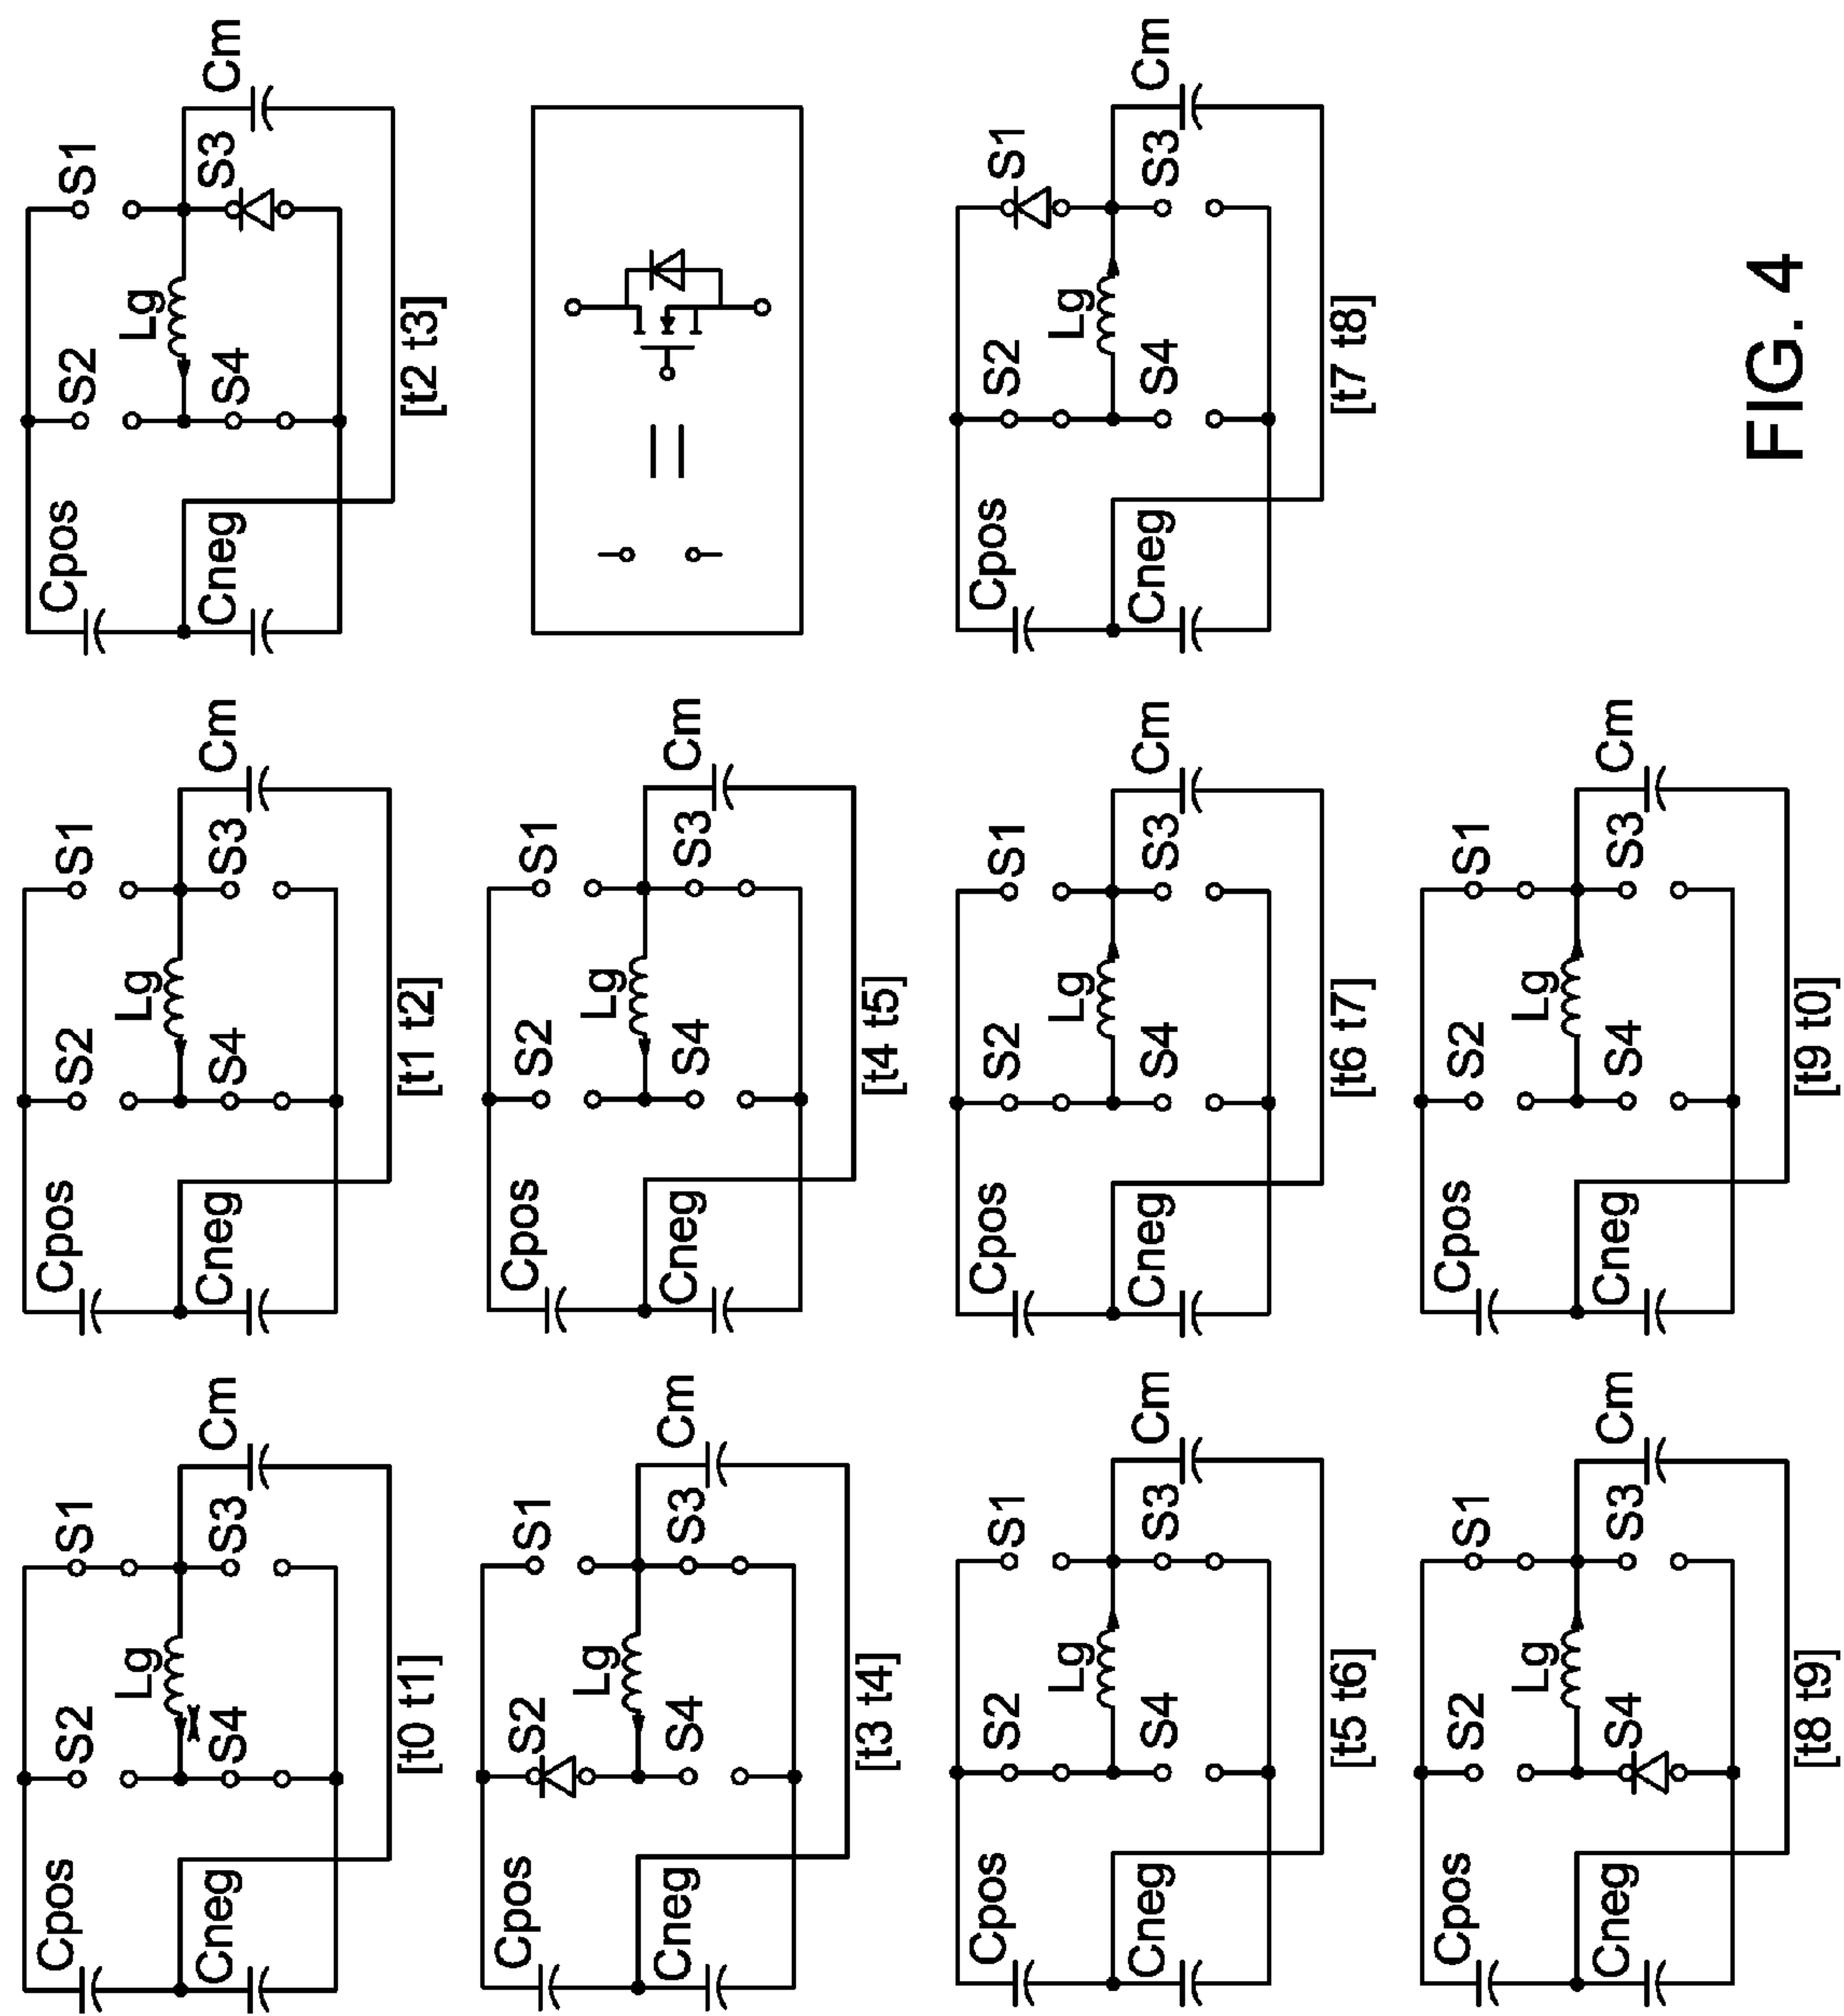 Cpos
S2
S1
Lg
Cneg
S4
S3
Cm
[t0 t1]
Cpos
S2
S1
Lg
Cneg
S4
S3
Cm
[t1 t2]
Cpos
S2
S1
Lg
Cneg
S4
S3
Cm
[t2 t3]
Cpos
S2
S1
Lg
Cneg
S4
S3
Cm
[t3 t4]
Cpos
S2
S1
Lg
Cneg
S4
S3
Cm
[t4 t5]
=
Cpos
S2
S1
Lg
Cneg
S4
S3
Cm
[t5 t6]
Cpos
S2
S1
Lg
Cneg
S4
S3
Cm
[t6 t7]
Cpos
S2
S1
Lg
Cneg
S4
S3
Cm
[t7 t8]
Cpos
S2
S1
Lg
Cneg
S4
S3
Cm
[t8 t9]
Cpos
S2
S1
Lg
Cneg
S4
S3
Cm
[t9 t0]
FIG. 4